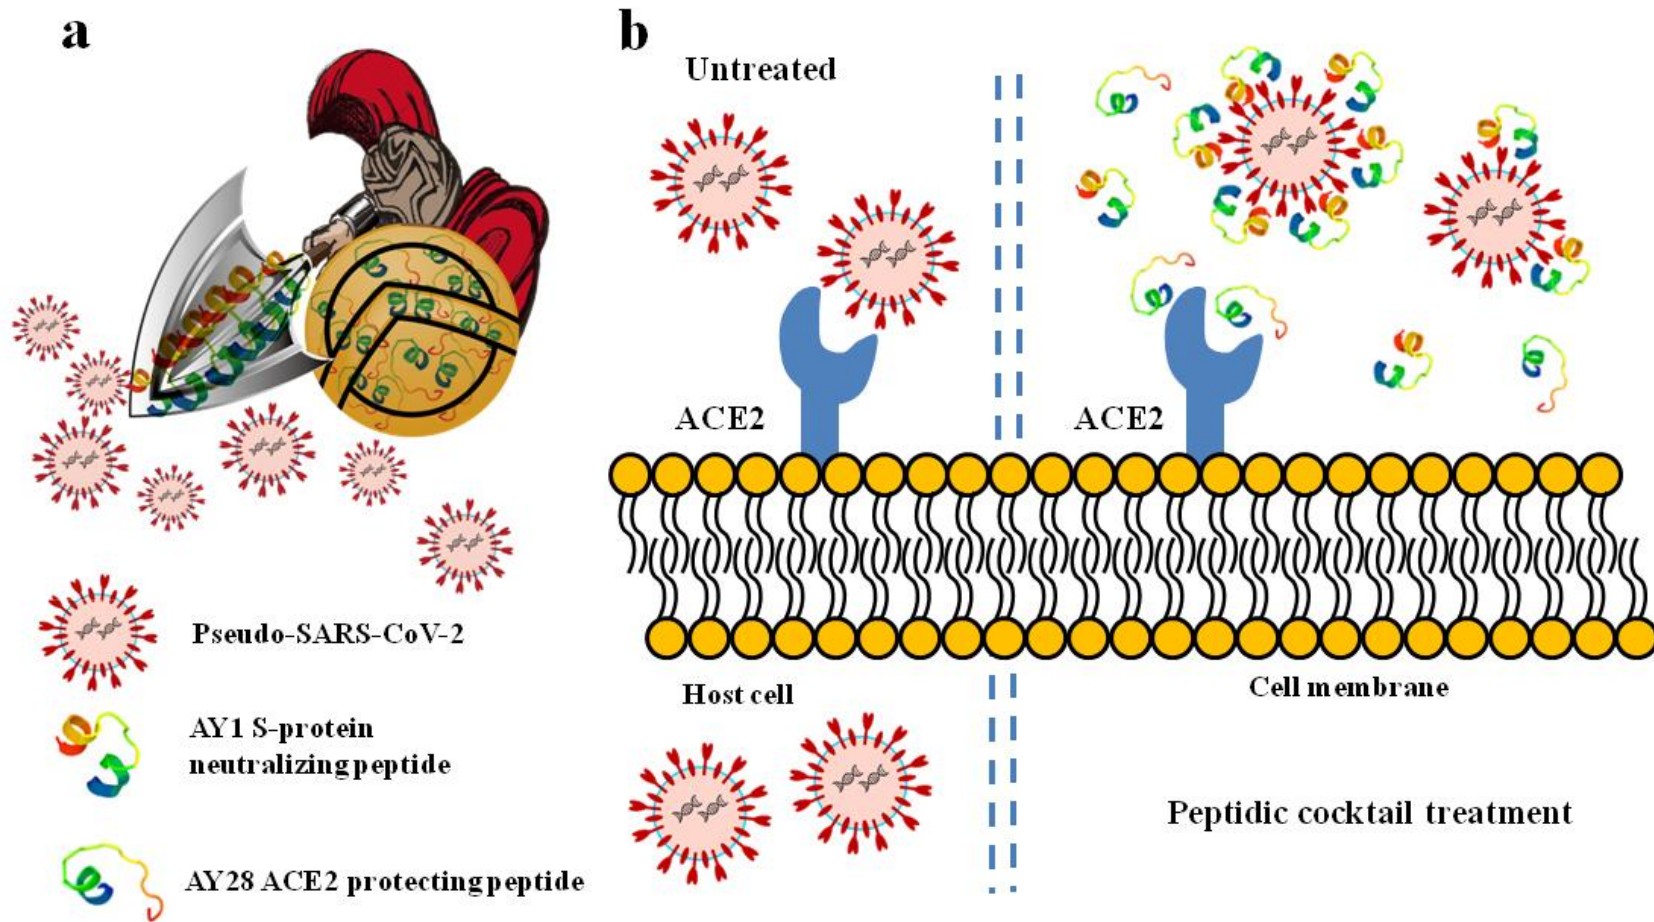 a
Pseudo-SARS-CoV-2
AY1 S-protein
neutralizing peptide
AY28 ACE2 protecting peptide
b
Untreated
ACE2
ACE2
Host cell
Cell membrane
Peptidic cocktail treatment